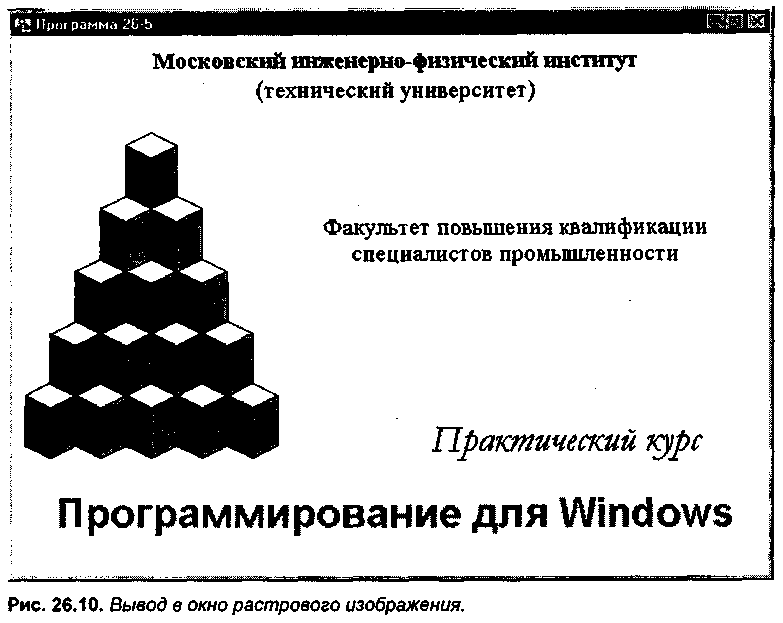 Программа 26-5
Московский инженерно-физический институт
(технический университет)
Факультет повышения квалификации
специалистов промышленности
Практический курс
Программирование для Windows
Рис. 26.10. Вывод в окно растрового изображения.